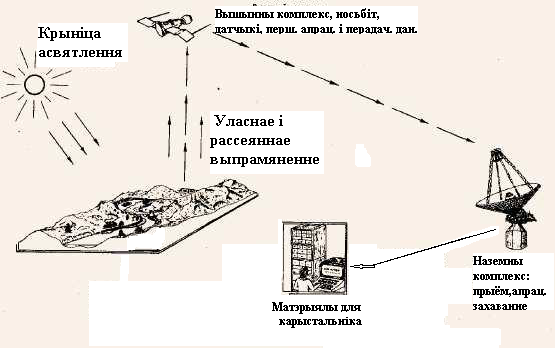 Крыніца
асвятлення
Вышынны комплекс, носьбіт,
датчыкі, перш. апрац. і перадач. дан.
Уласнае і
рассеяннае
выпрамяненне
Наземны
комплекс:
прыём,апрац.
захаванне
Матэрыялы для
карыстальніка